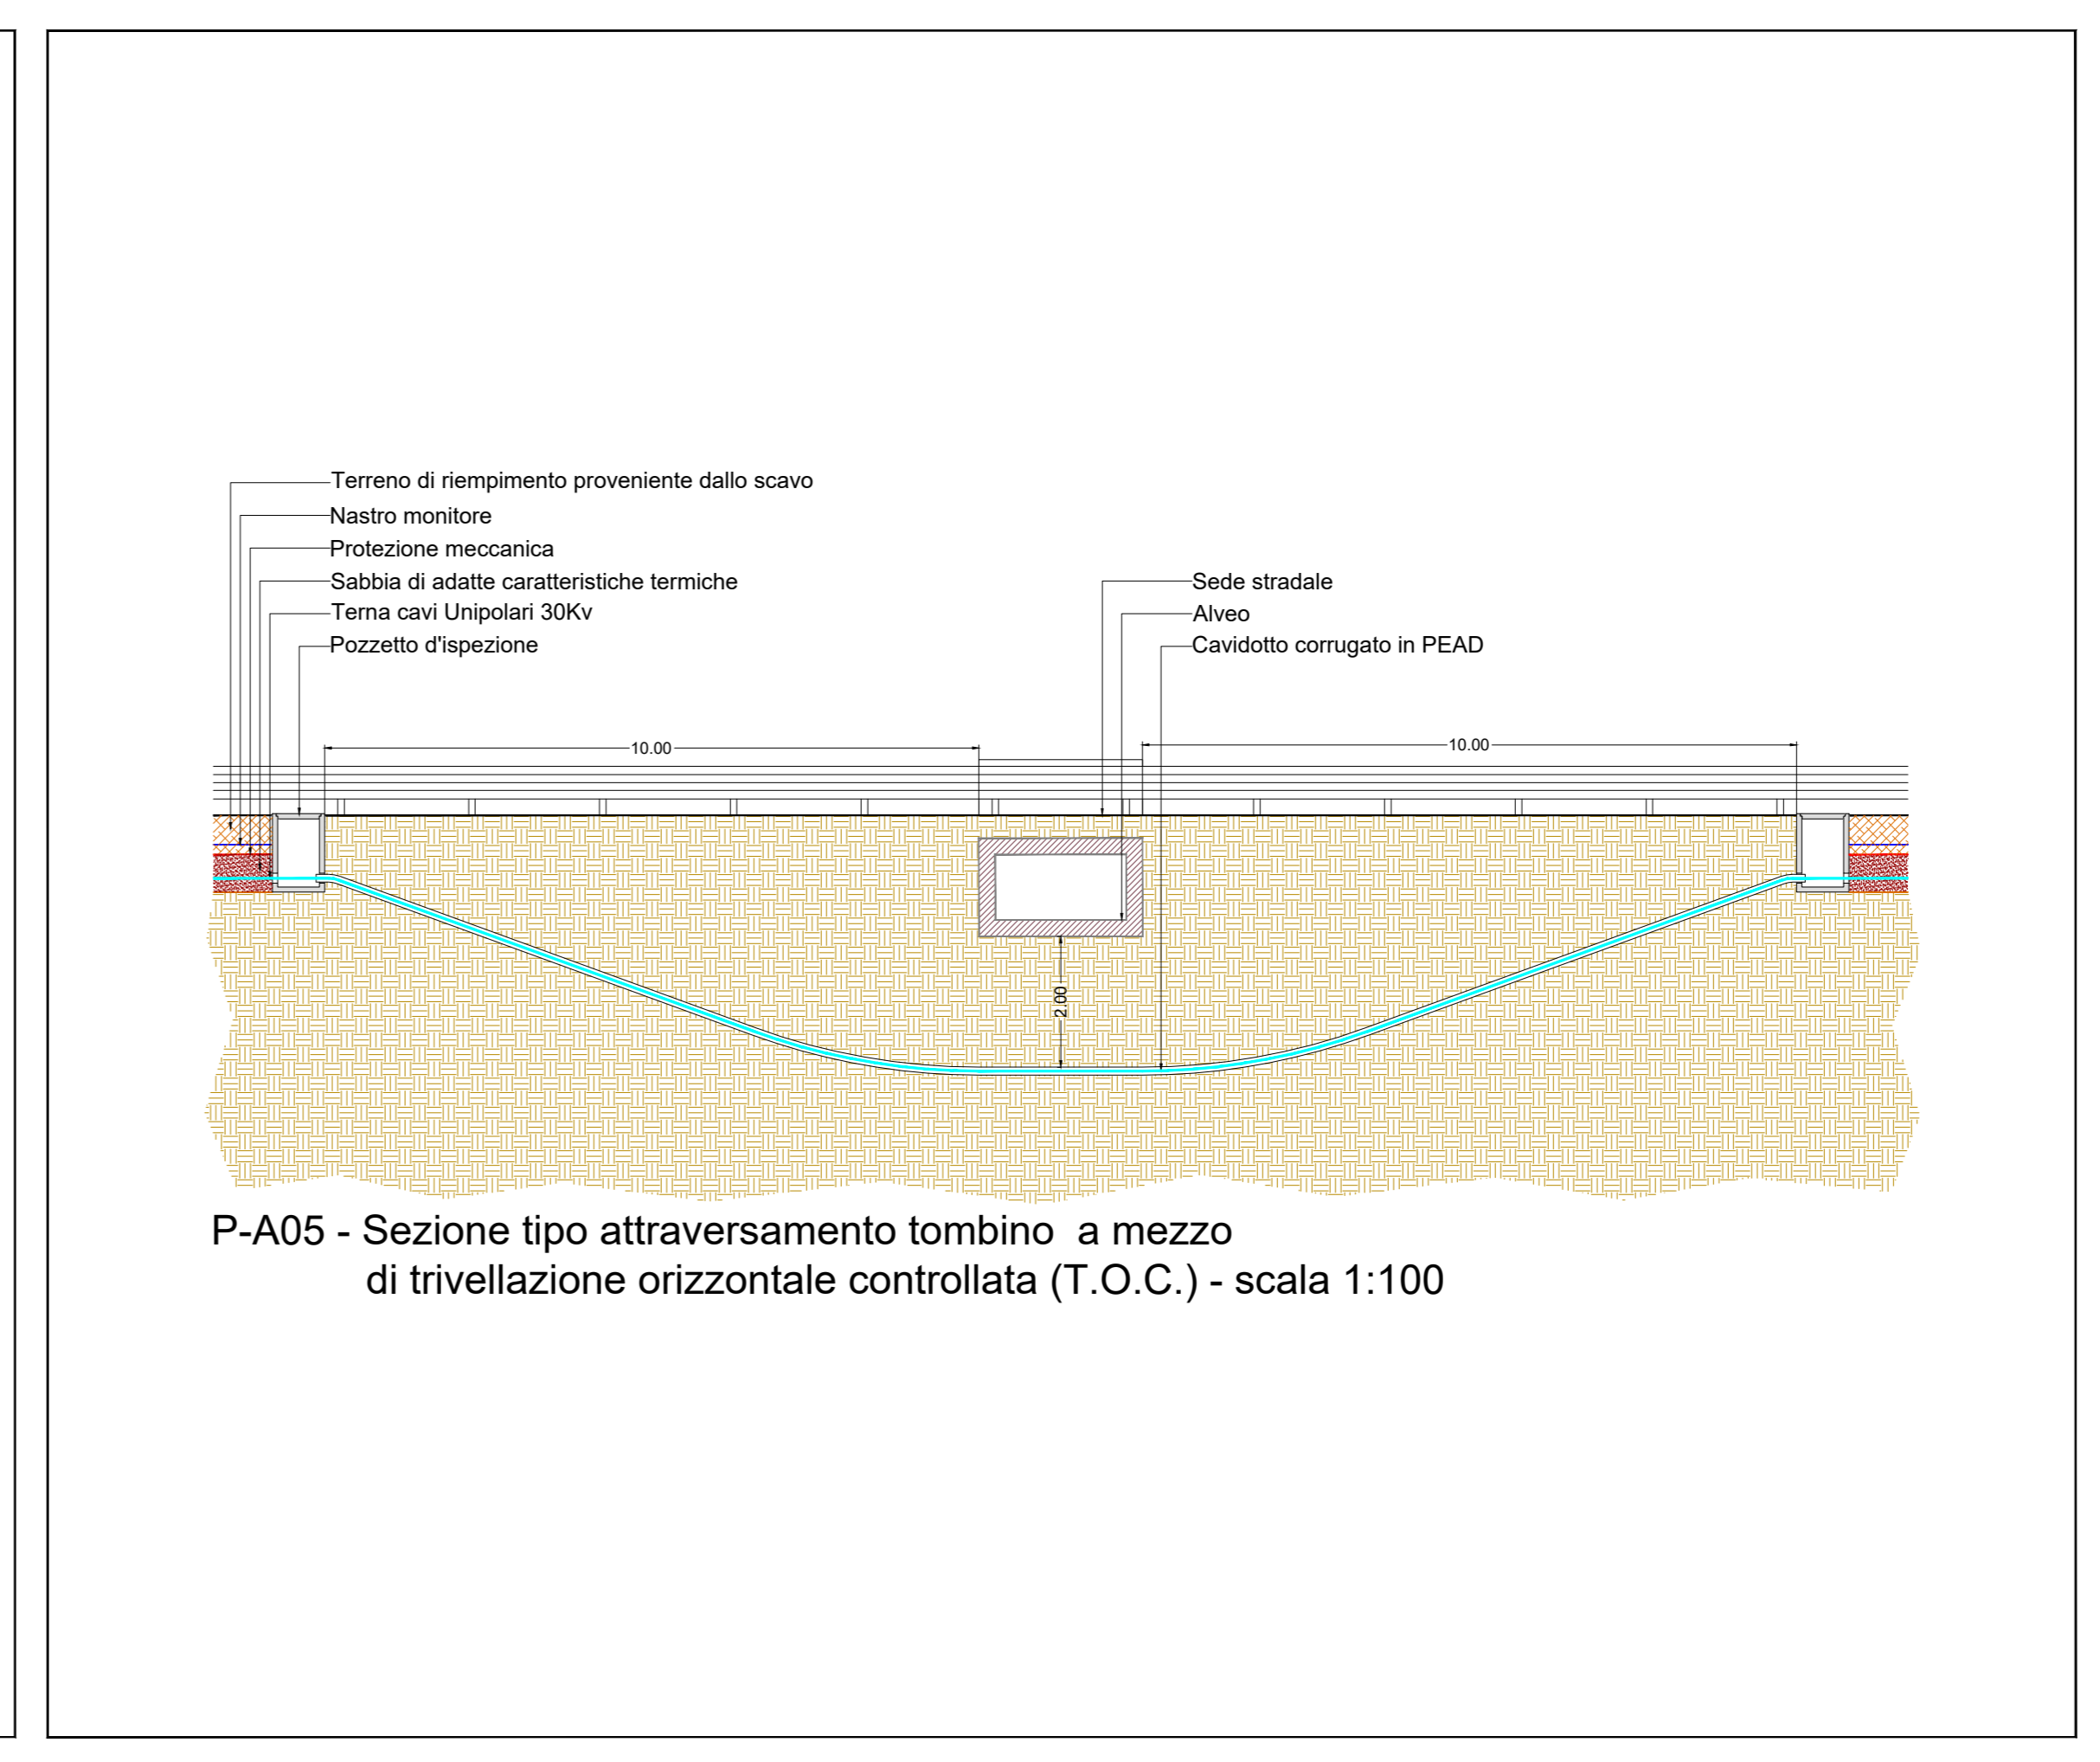 Terreno di riempimento proveniente dallo scavo
Nastro monitore
Protezione meccanica
Sabbia di adatte caratteristiche termiche
Terna cavi Unipolari 30Kv
Pozzetto d'ispezione
Sede stradale
Alveo
Cavidotto corrugato in PEAD
10.00
10.00
2.00
P-A05 - Sezione tipo attraversamento tombino a mezzo
di trivellazione orizzontale controllata (T.O.C.) - scala 1:100